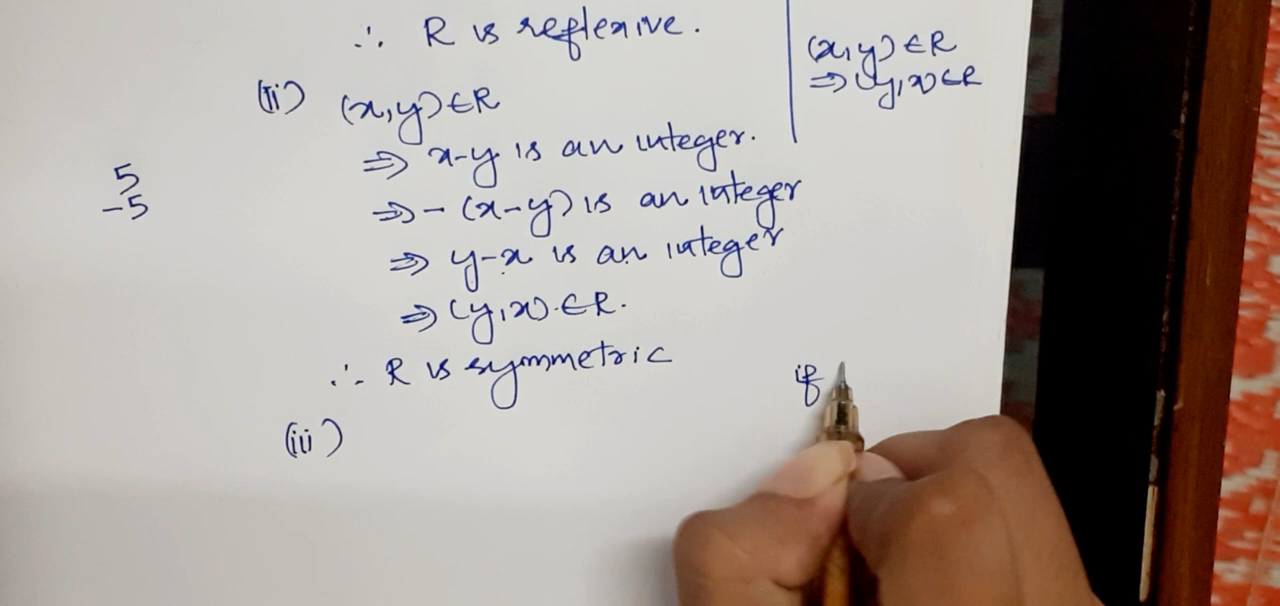 ∴ R is reflexive.
(x,y) ∈ R
⇒ (y,x) ∈ R
(ii) (x,y) ∈ R
⇒ x-y is an integer.
5
-5
⇒ -(x-y) is an integer
⇒ y-x is an integer
⇒ (y,x) ∈ R.
∴ R is symmetric
if
(iii)